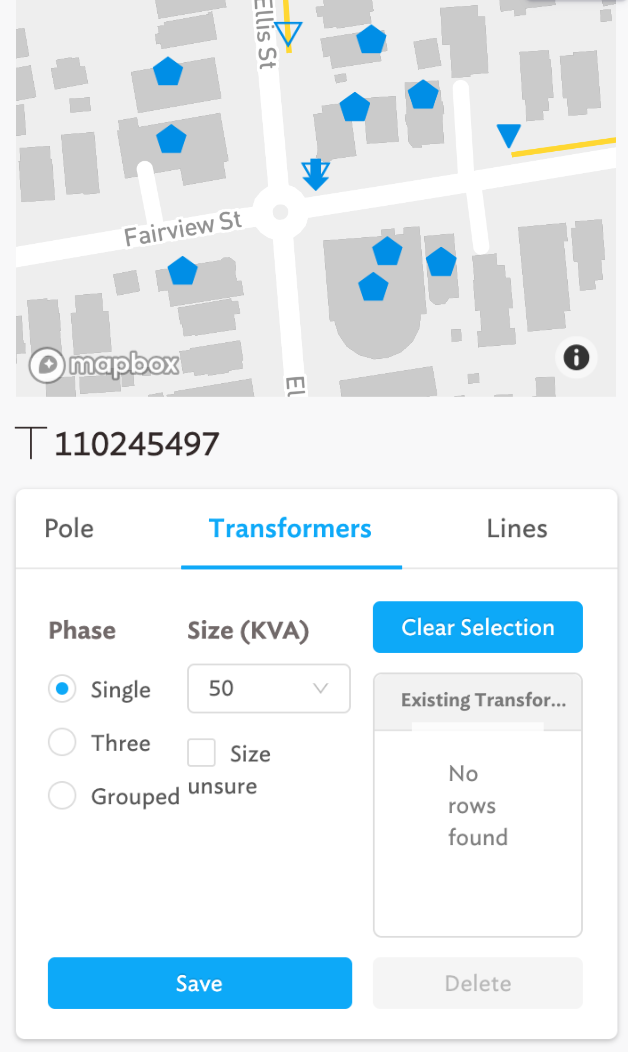 Ellis St
Fairview St
mapbox
El
110245497
Pole
Transformers
Lines
Phase
Size (KVA)
Clear Selection
Single
50
Existing Transfor...
Three
Size
unsure
Grouped
No
rows
found
Save
Delete